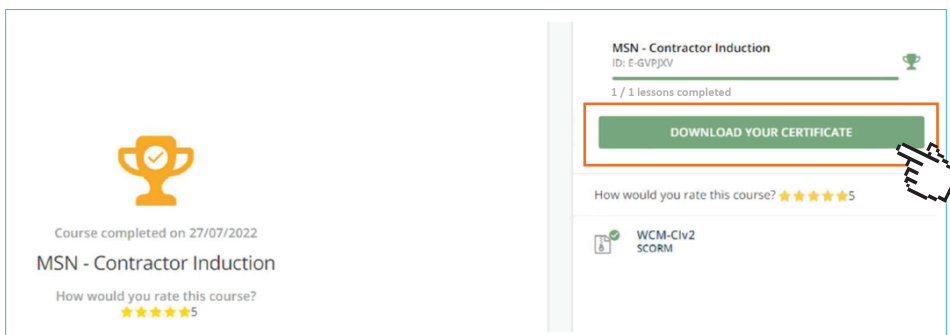 Course completed on 27/07/2022
MSN - Contractor Induction
How would you rate this course?
5
MSN - Contractor Induction
ID: E-GVPJXV
1 / 1 lessons completed
DOWNLOAD YOUR CERTIFICATE
How would you rate this course? 5
WCM-CIv2
SCORM